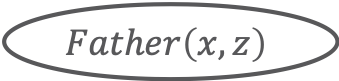 Father(x, z)